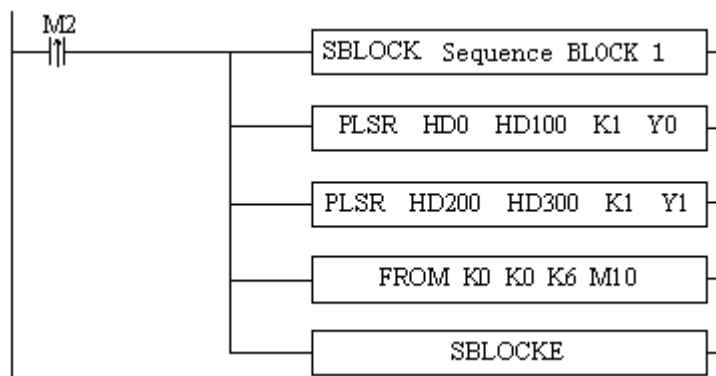 M2
SBLOCK Sequence BLOCK 1
PLSR HD0 HD100 K1 Y0
PLSR HD200 HD300 K1 Y1
FROM K0 K0 K6 M10
SBLOCKE